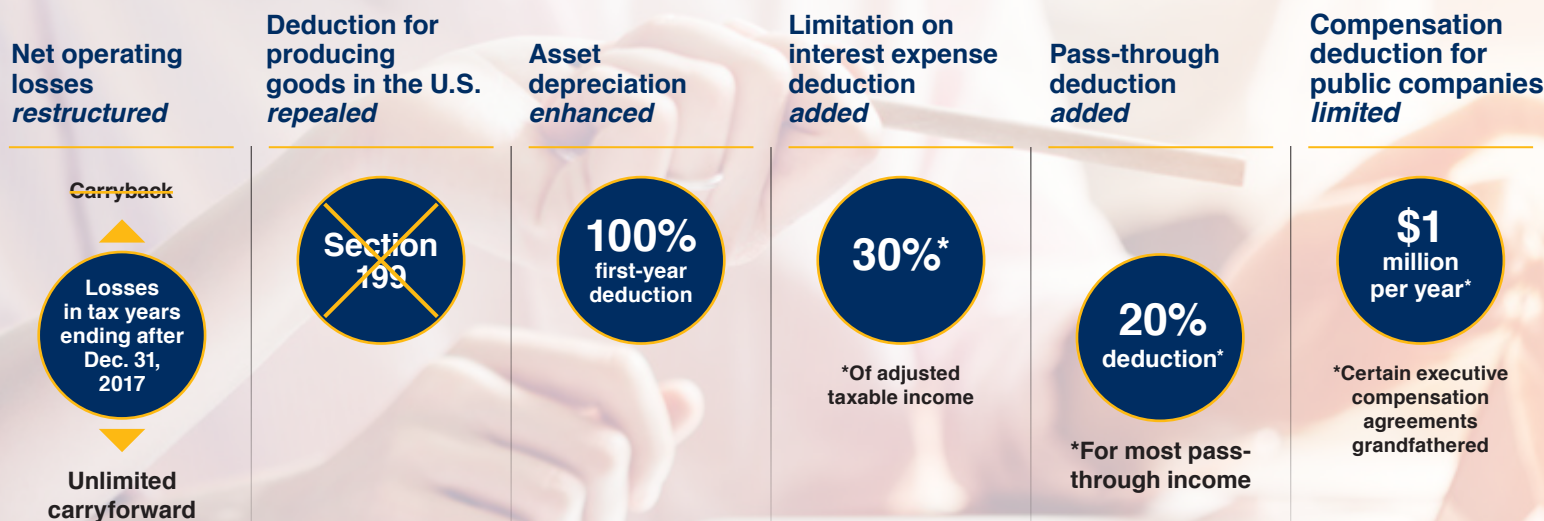 Net operating
losses
restructured
Carryback
Losses
in tax years
ending after
Dec. 31,
2017
Unlimited
carryforward
Deduction for
producing
goods in the U.S.
repealed
Section
199
Asset
depreciation
enhanced
100%
first-year
deduction
Limitation on
interest expense
deduction
added
30%*
*Of adjusted
taxable income
Pass-through
deduction
added
20%
deduction*
*For most pass-
through income
Compensation
deduction for
public companies
limited
$1
million
per year*
*Certain executive
compensation
agreements
grandfathered